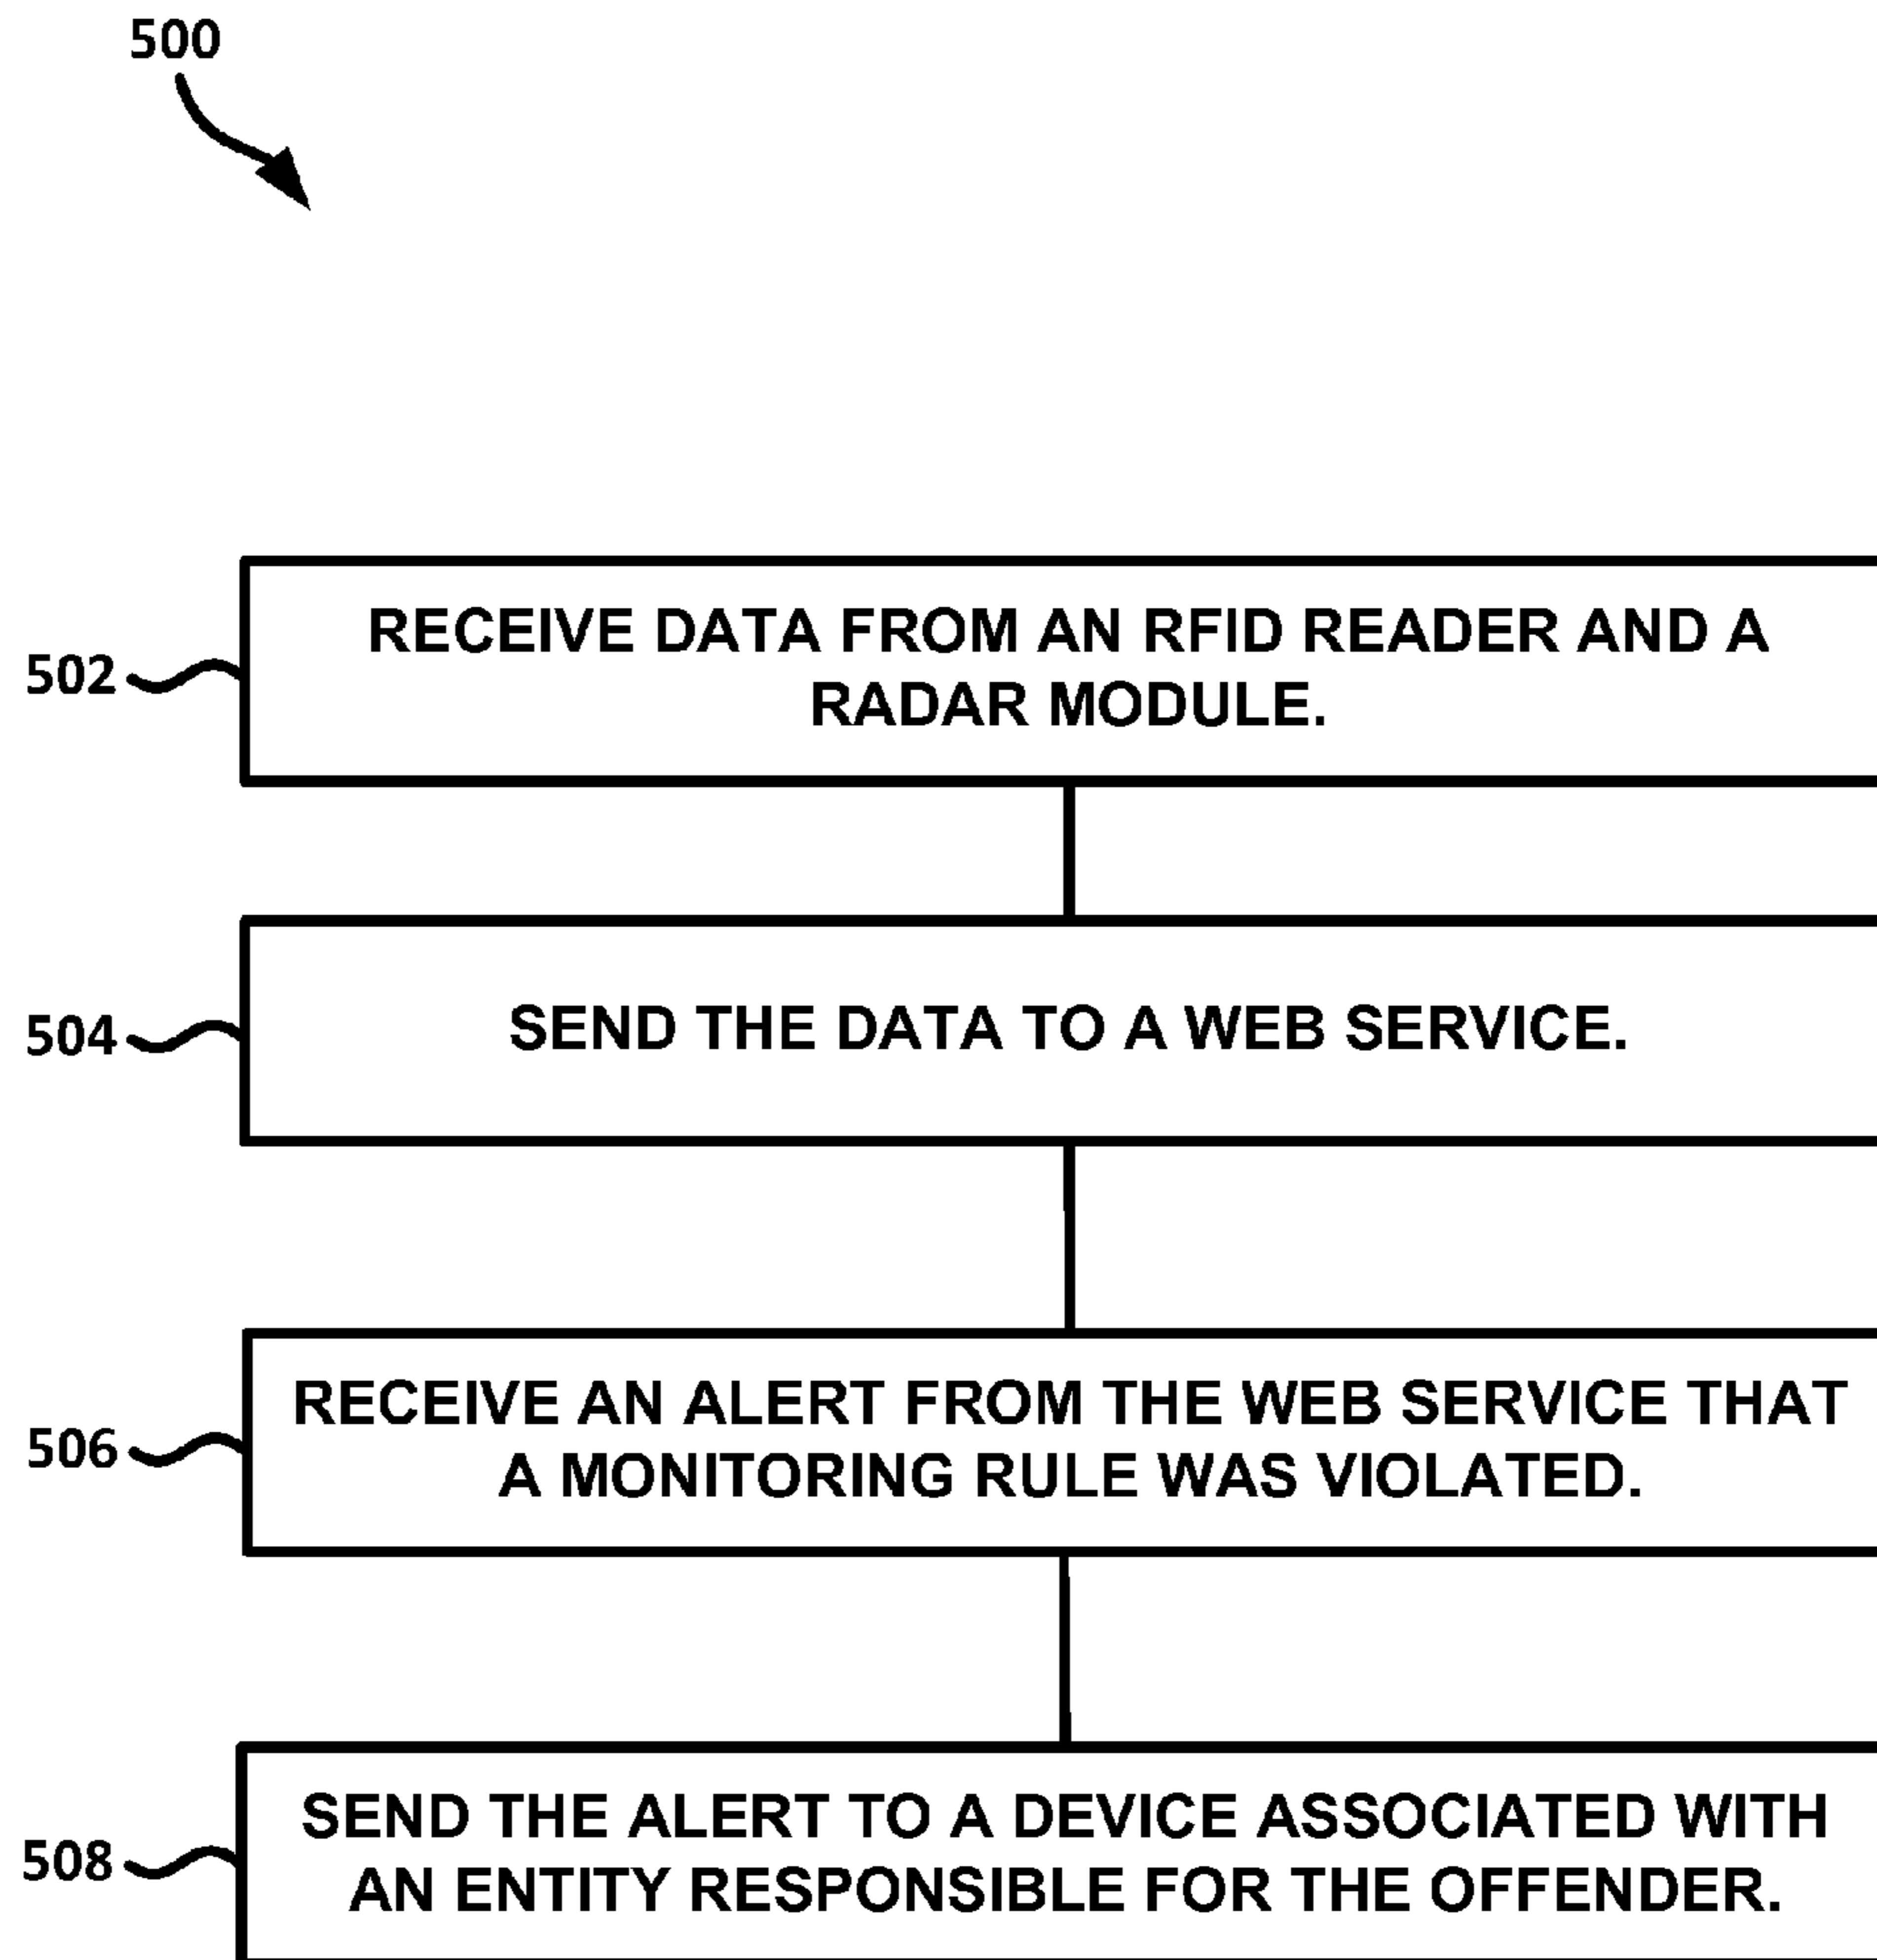 500
502
RECEIVE DATA FROM AN RFID READER AND A
RADAR MODULE.
504
SEND THE DATA TO A WEB SERVICE.
506
RECEIVE AN ALERT FROM THE WEB SERVICE THAT
A MONITORING RULE WAS VIOLATED.
508
SEND THE ALERT TO A DEVICE ASSOCIATED WITH
AN ENTITY RESPONSIBLE FOR THE OFFENDER.